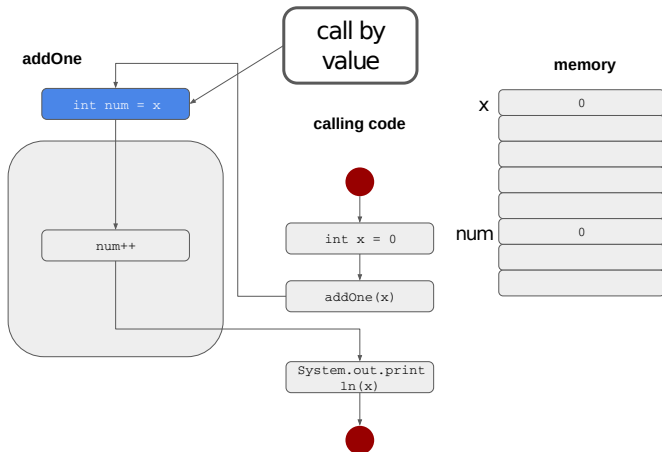 call by
value
addOne
memory
int num = x
x
0
calling code
int x = 0
num
0
num++
addOne(x)
System.out.print
ln(x)